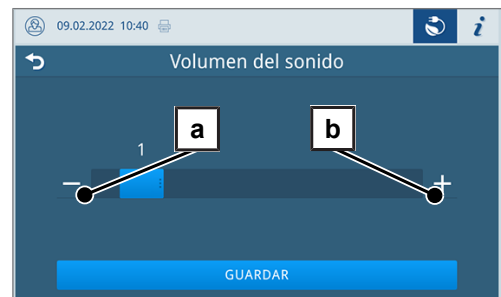 09.02.2022 10:40
i
Volumen del sonido
a
b
1
− +
GUARDAR